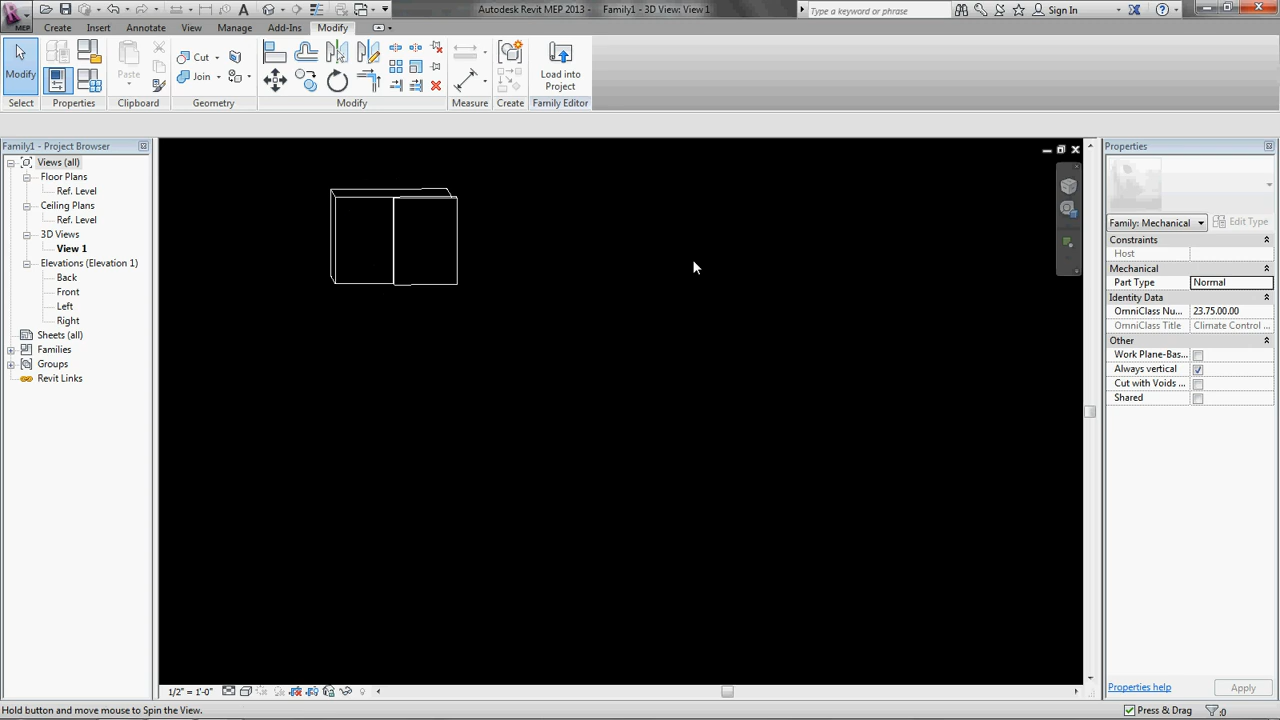 Autodesk Revit MEP 2013 - Family1 - 3D View: View 1
Type a keyword or phrase
Sign In
MEP
Create Insert Annotate View Manage Add-Ins Modify
Modify
Paste
Cut
Join
Load into
Project
Select Properties Clipboard Geometry Modify Measure Create Family Editor
Family1 - Project Browser
Views (all)
Floor Plans
Ref. Level
Ceiling Plans
Ref. Level
3D Views
View 1
Elevations (Elevation 1)
Back
Front
Left
Right
Sheets (all)
Families
Groups
Revit Links
Properties
Family: Mechanical
Edit Type
Constraints
Host
Mechanical
Part Type Normal
Identity Data
OmniClass Nu... 23.75.00.00
OmniClass Title Climate Control ...
Other
Work Plane-Bas...
Always vertical
Cut with Voids ...
Shared
Properties help
Apply
1/2" = 1'-0"
Hold button and move mouse to Spin the View.
Press & Drag
:0